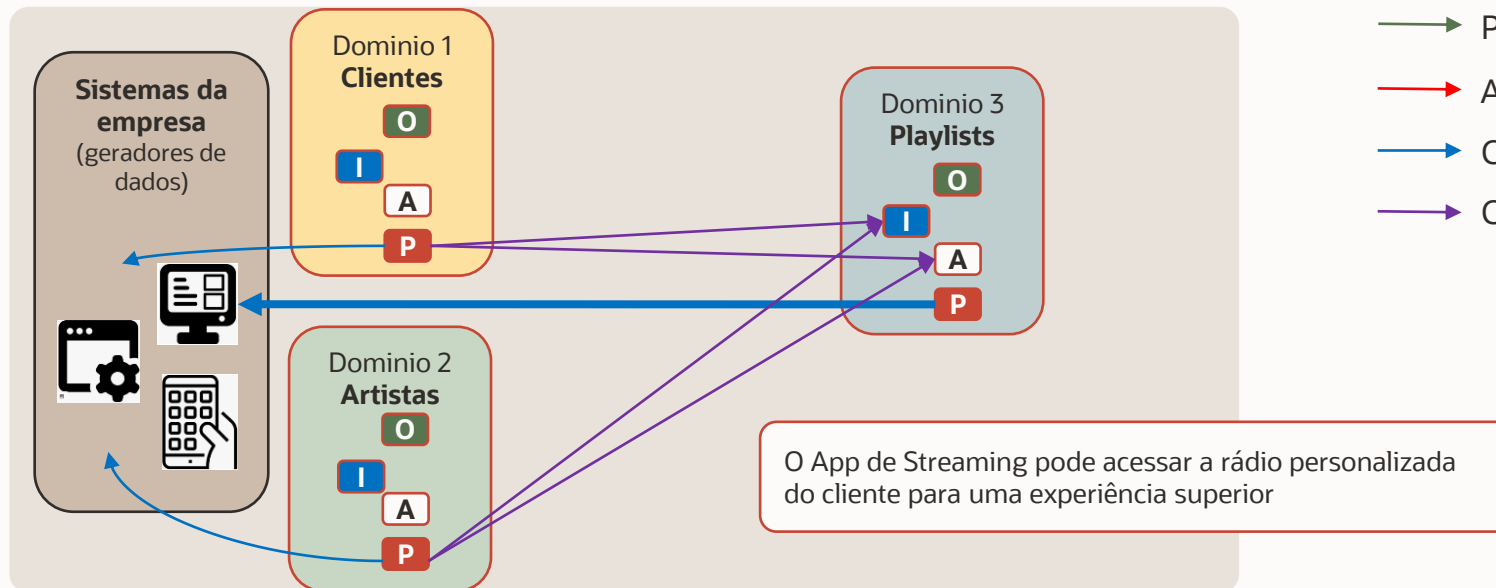 Sistemas da
empresa
(geradores de
dados)
Dominio 1
Clientes
O
I
A
P
Dominio 2
Artistas
O
I
A
P
Dominio 3
Playlists
O
I
A
P
O App de Streaming pode acessar a rádio personalizada
do cliente para uma experiência superior
P
A
C
C